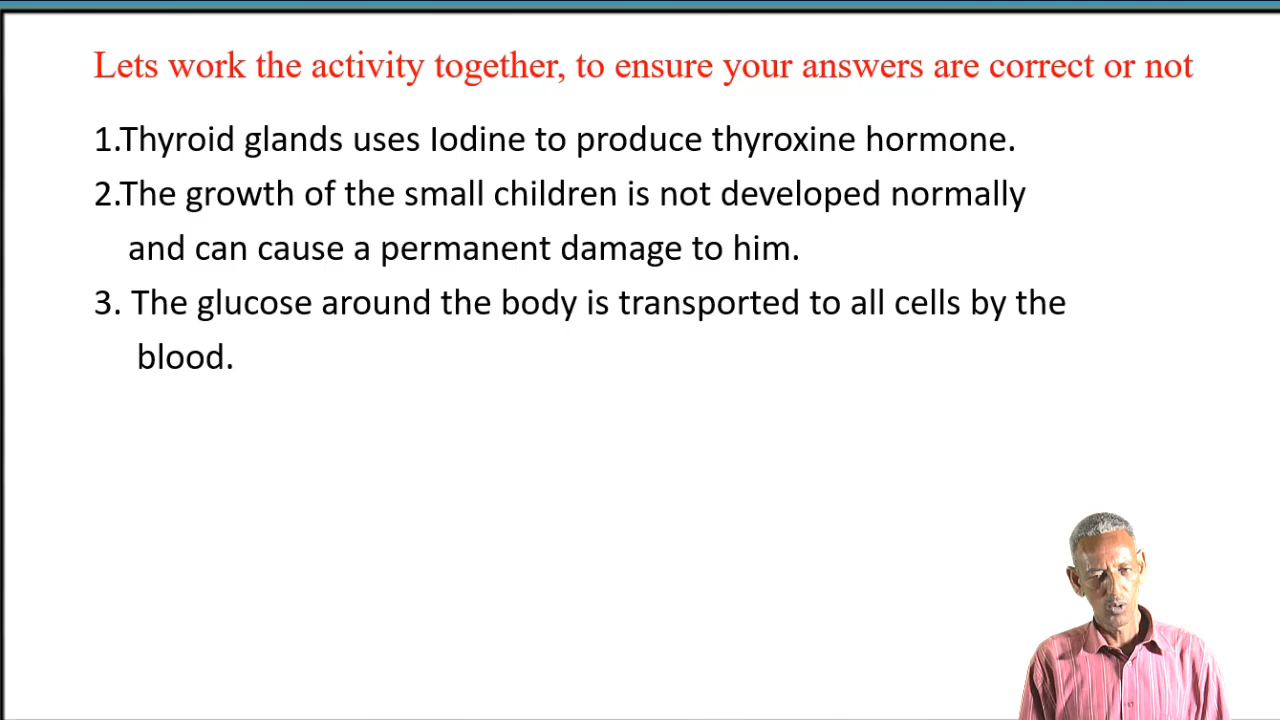 Lets work the activity together, to ensure your answers are correct or not
1.Thyroid glands uses Iodine to produce thyroxine hormone.
2.The growth of the small children is not developed normally
and can cause a permanent damage to him.
3. The glucose around the body is transported to all cells by the
blood.